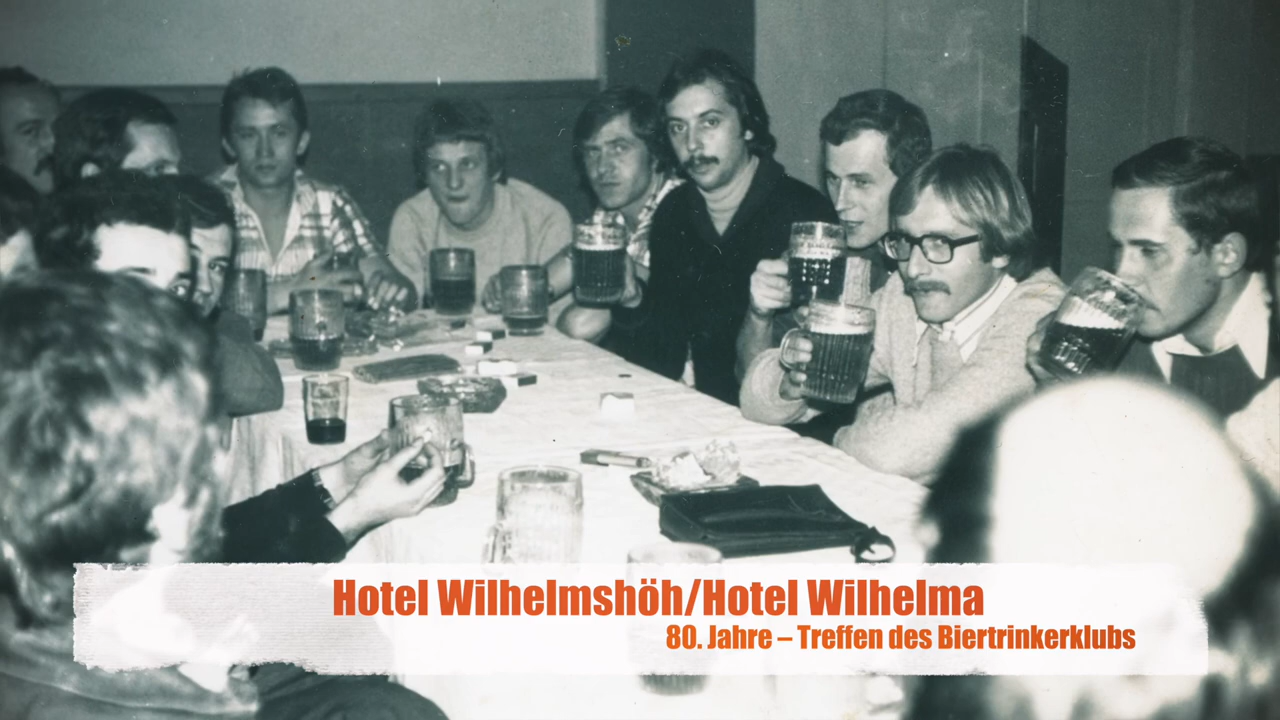 Hotel Wilhelmshöh/Hotel Wilhelma
80. Jahre – Treffen des Biertrinkerklubs